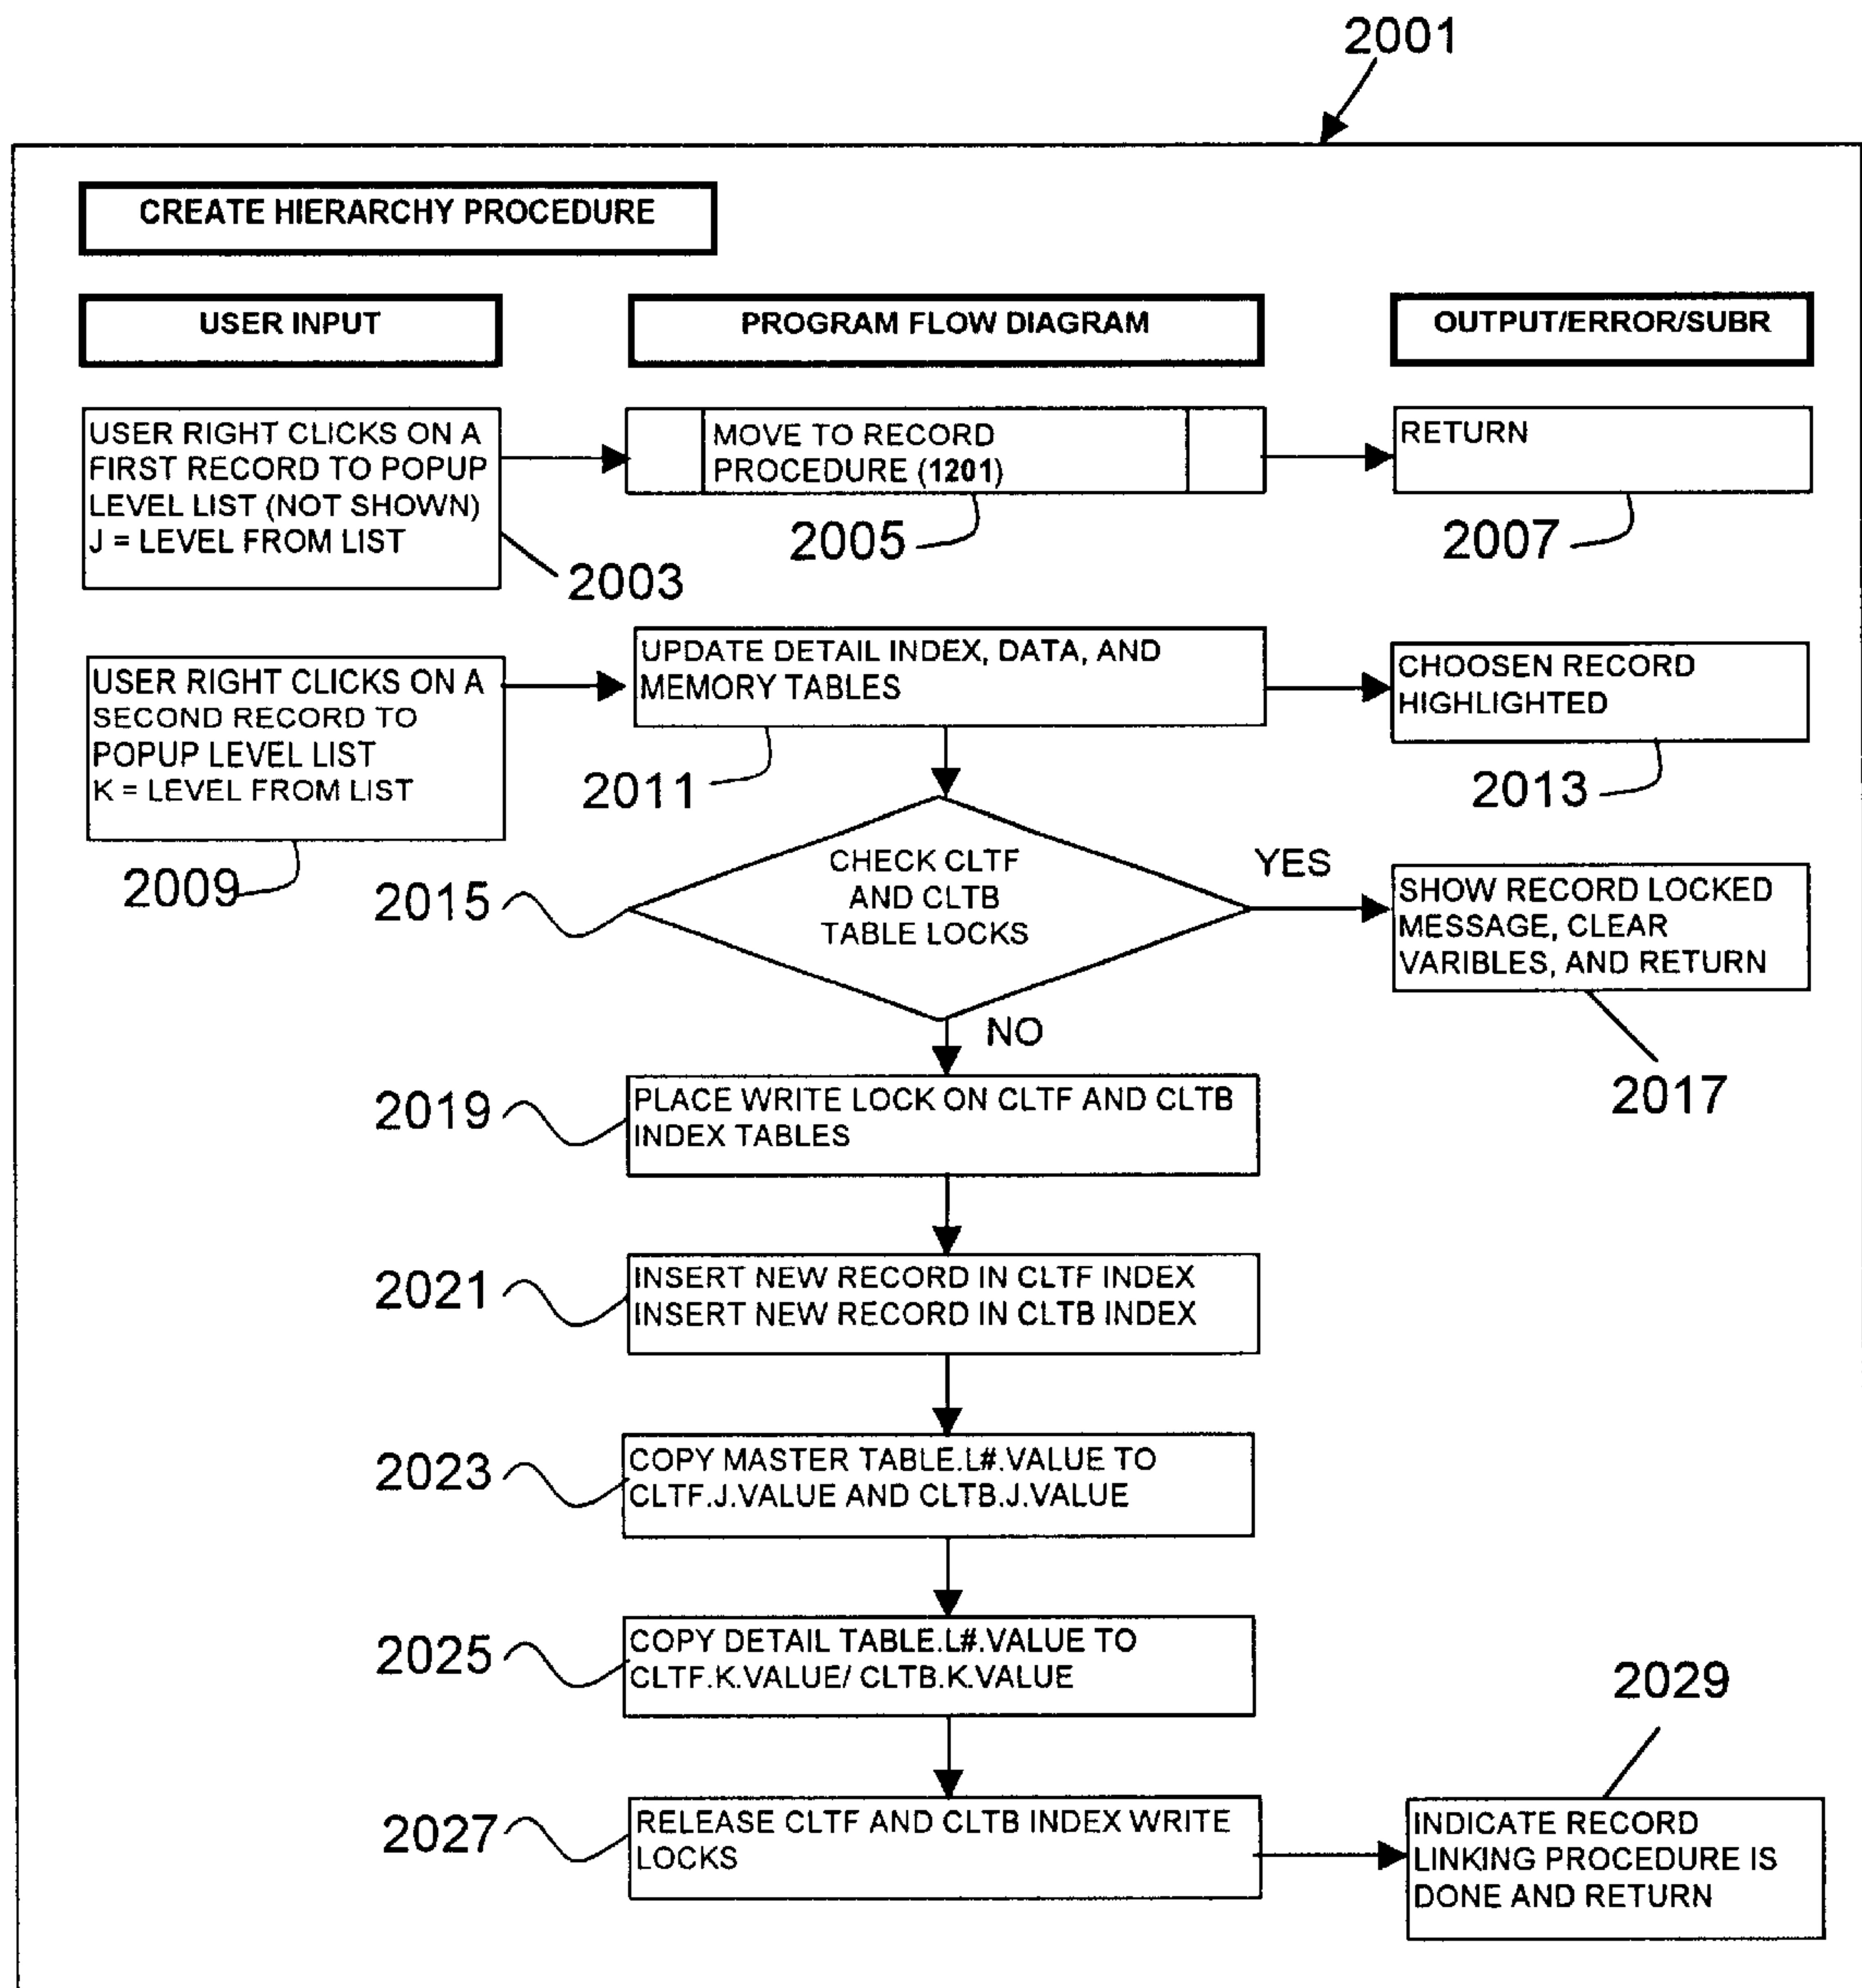 2001
CREATE HIERARCHY PROCEDURE
USER INPUT
PROGRAM FLOW DIAGRAM
OUTPUT/ERROR/SUBR
USER RIGHT CLICKS ON A
FIRST RECORD TO POPUP
LEVEL LIST (NOT SHOWN)
J = LEVEL FROM LIST
2003
MOVE TO RECORD
PROCEDURE (1201)
2005
RETURN
2007
USER RIGHT CLICKS ON A
SECOND RECORD TO
POPUP LEVEL LIST
K = LEVEL FROM LIST
2009
UPDATE DETAIL INDEX, DATA, AND
MEMORY TABLES
2011
CHOOSEN RECORD
HIGHLIGHTED
2013
CHECK CLTF
AND CLTB
TABLE LOCKS
2015
YES
SHOW RECORD LOCKED
MESSAGE, CLEAR
VARIBLES, AND RETURN
2017
NO
2019
PLACE WRITE LOCK ON CLTF AND CLTB
INDEX TABLES
2021
INSERT NEW RECORD IN CLTF INDEX
INSERT NEW RECORD IN CLTB INDEX
2023
COPY MASTER TABLE.L#.VALUE TO
CLTF.J.VALUE AND CLTB.J.VALUE
2025
COPY DETAIL TABLE.L#.VALUE TO
CLTF.K.VALUE/ CLTB.K.VALUE
2027
RELEASE CLTF AND CLTB INDEX WRITE
LOCKS
2029
INDICATE RECORD
LINKING PROCEDURE IS
DONE AND RETURN